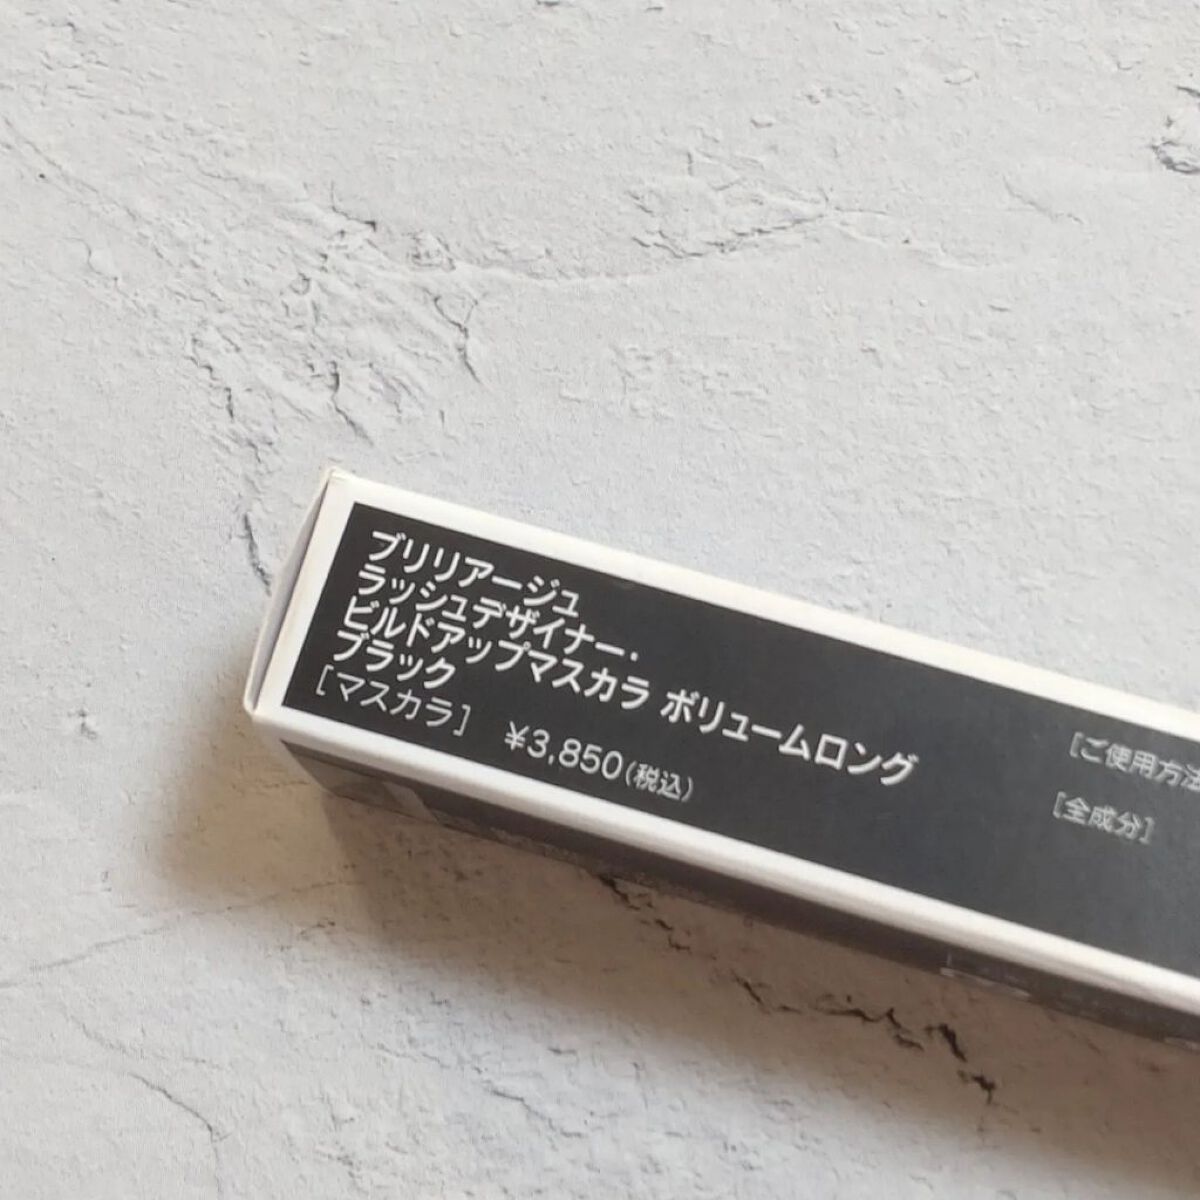 ブリリアージュ
ラッシュデザイナー・
ビルドアップマスカラ ボリュームロング
ブラック
[マスカラ] ¥3,850(税込)
[ご使用方法
[全成分]